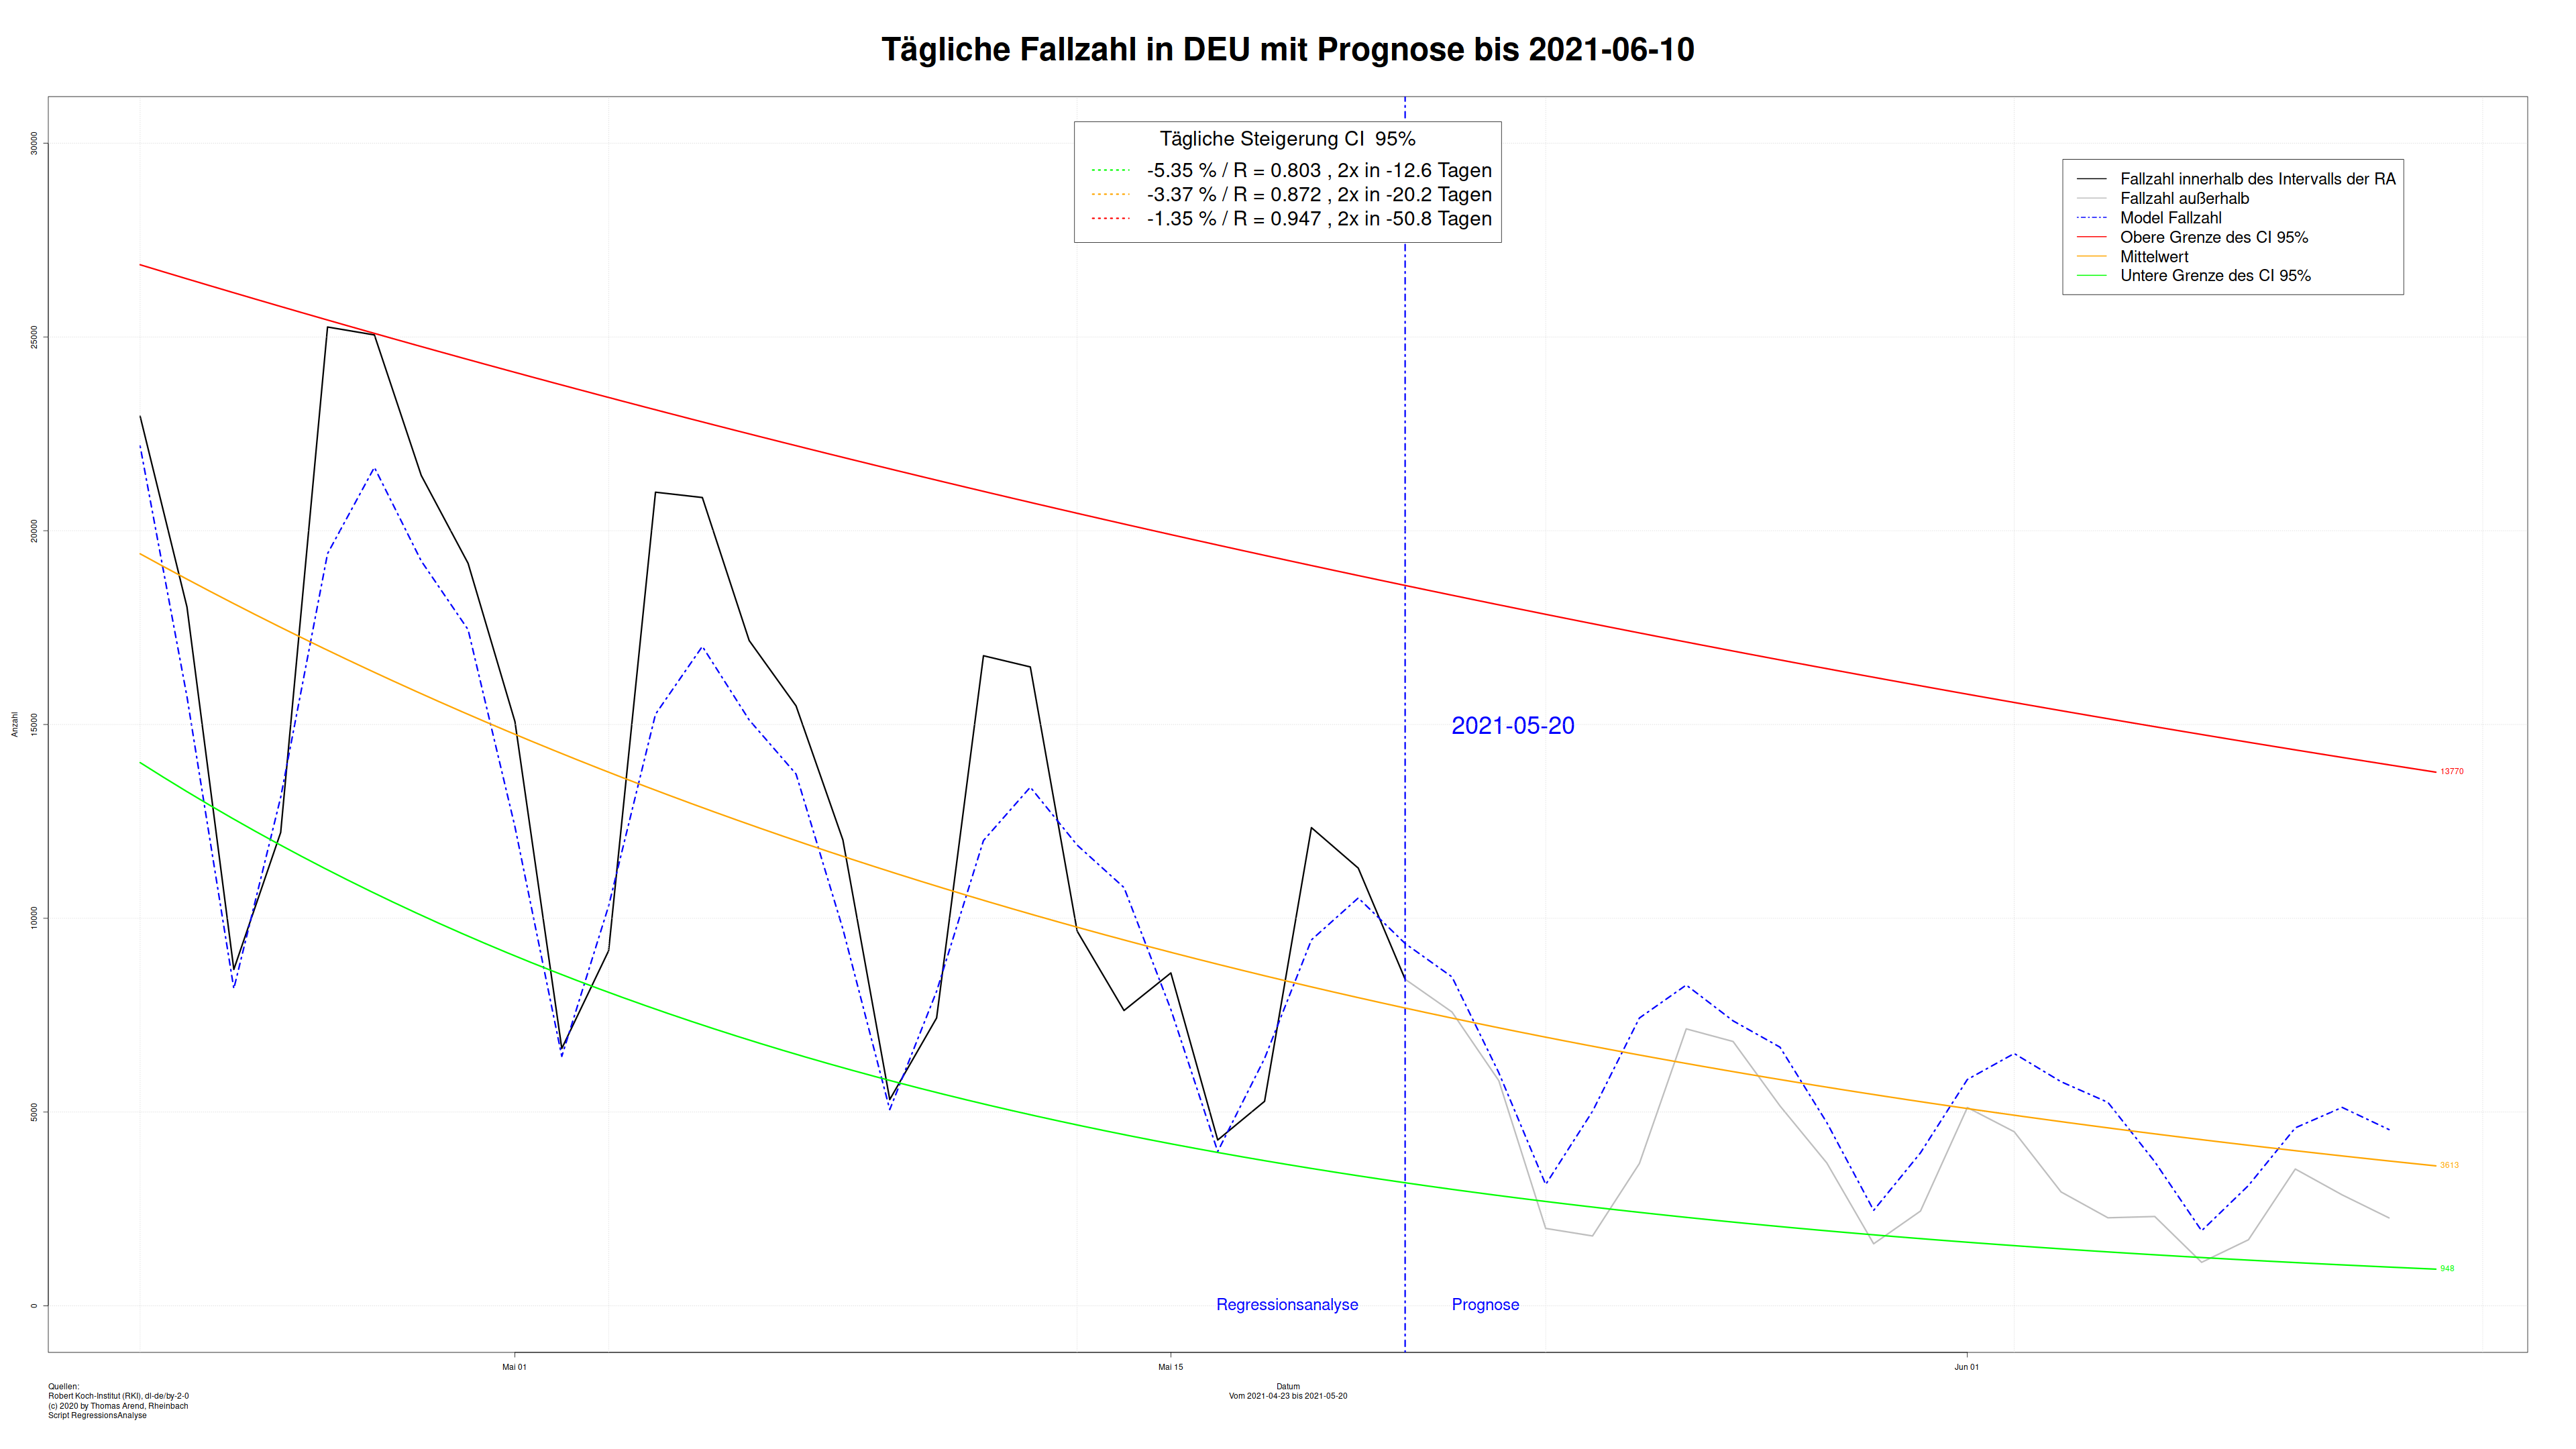 Tägliche Fallzahl in DEU mit Prognose bis 2021-06-10
Tägliche Steigerung CI  95%
-5.35 % / R = 0.803 , 2x in -12.6 Tagen
-3.37 % / R = 0.872 , 2x in -20.2 Tagen
-1.35 % / R = 0.947 , 2x in -50.8 Tagen
Fallzahl innerhalb des Intervalls der RA
Fallzahl außerhalb
Model Fallzahl
Obere Grenze des CI 95%
Mittelwert
Untere Grenze des CI 95%
30000
25000
20000
15000
10000
5000
0
Anzahl
2021-05-20
13770
3613
948
Regressionsanalyse
Prognose
Mai 01
Mai 15
Jun 01
Datum
Vom 2021-04-23 bis 2021-05-20
Quellen:
Robert Koch-Institut (RKI), dl-de/by-2-0
(c) 2020 by Thomas Arend, Rheinbach
Script RegressionsAnalyse